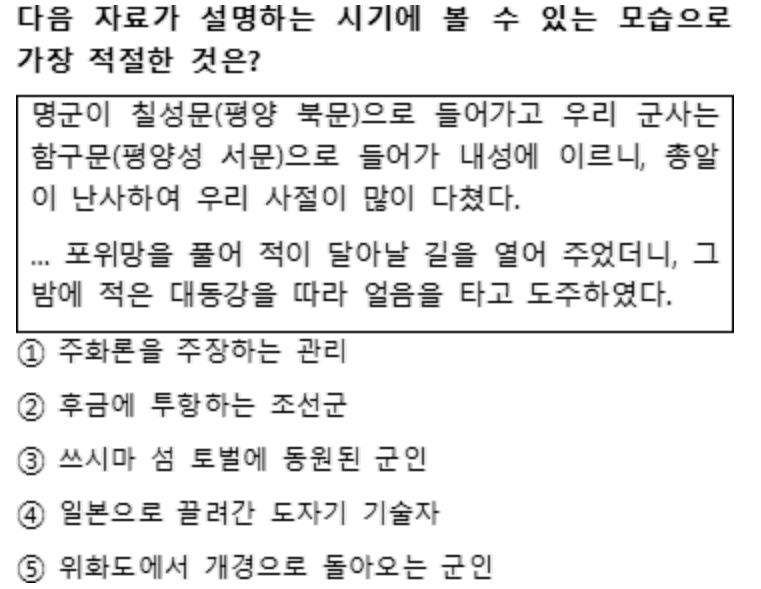 다음 자료가 설명하는 시기에 볼 수 있는 모습으로
가장 적절한 것은?
명군이 칠성문(평양 북문)으로 들어가고 우리 군사는
함구문(평양성 서문)으로 들어가 내성에 이르니, 총알
이 난사하여 우리 사절이 많이 다쳤다.
... 포위망을 풀어 적이 달아날 길을 열어 주었더니, 그
밤에 적은 대동강을 따라 얼음을 타고 도주하였다.
① 주화론을 주장하는 관리
② 후금에 투항하는 조선군
③ 쓰시마 섬 토벌에 동원된 군인
④ 일본으로 끌려간 도자기 기술자
⑤ 위화도에서 개경으로 돌아오는 군인